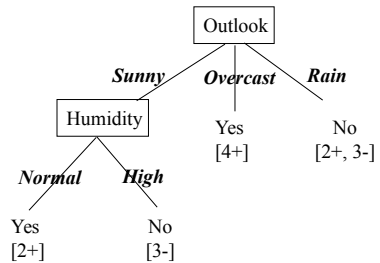 Outlook
Sunny Overcast Rain
Humidity
Yes No
[4+] [2+, 3-]
Normal High
Yes No
[2+] [3-]